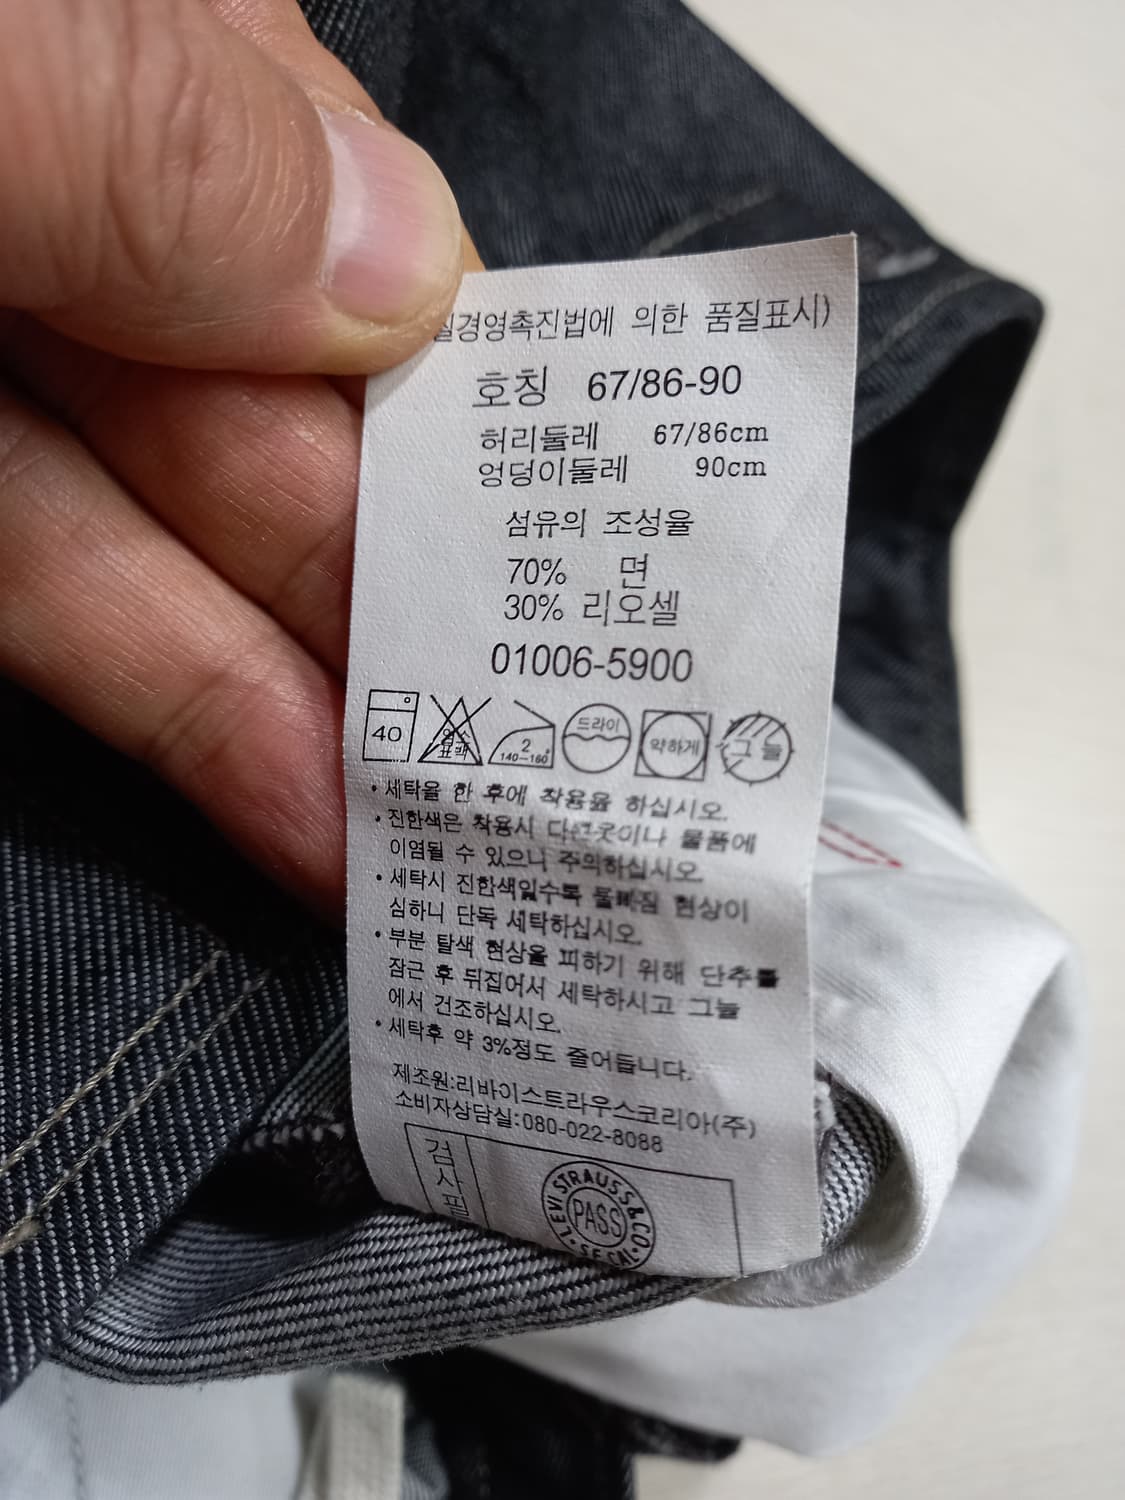 질경영촉진법에 의한 품질표시)
호칭 67/86-90
허리둘레 67/86cm
엉덩이둘레 90cm
섬유의 조성율
70% 면
30% 리오셀
01006-5900
40 염소 표백 2 140~160° 드라이 약하게 그늘
• 세탁을 한 후에 착용을 하십시오.
• 진한색은 착용시 다른옷이나 물품에
이염될 수 있으니 주의하십시오.
• 세탁시 진한색일수록 물빠짐 현상이
심하니 단독 세탁하십시오.
• 부분 탈색 현상을 피하기 위해 단추를
잠근 후 뒤집어서 세탁하시고 그늘
에서 건조하십시오.
• 세탁후 약 3%정도 줄어듭니다.
제조원:리바이스트라우스코리아(주)
소비자상담실:080-022-8088
검사필
LEVI STRAUSS & CO
PASS